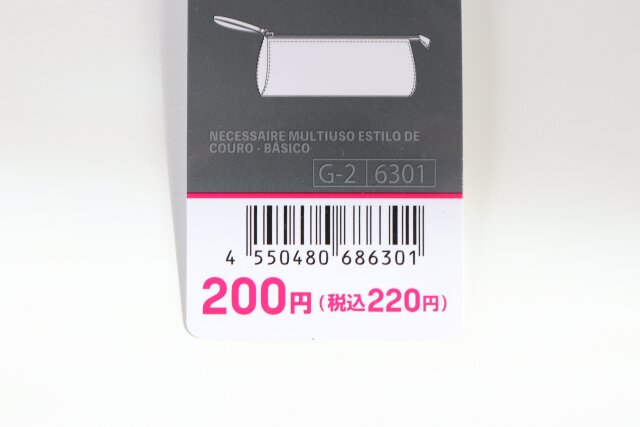 NECESSAIRE MULTIUSO ESTILO DE
COURO - BÁSICO
G-2 6301
4 550480 686301
200円(税込220円)